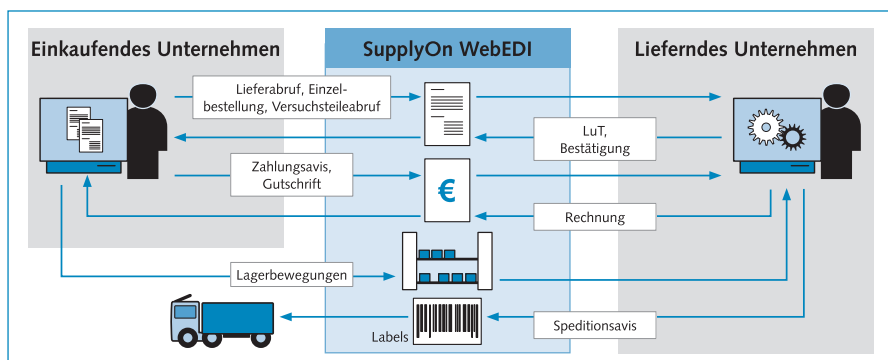 Einkaufendes Unternehmen
SupplyOn WebEDI
Lieferndes Unternehmen
Lieferabruf, Einzel-
bestellung, Versuchsteileabruf
LuT,
Bestätigung
Zahlungsavis,
Gutschrift
€
Rechnung
Lagerbewegungen
Labels
Speditionsavis